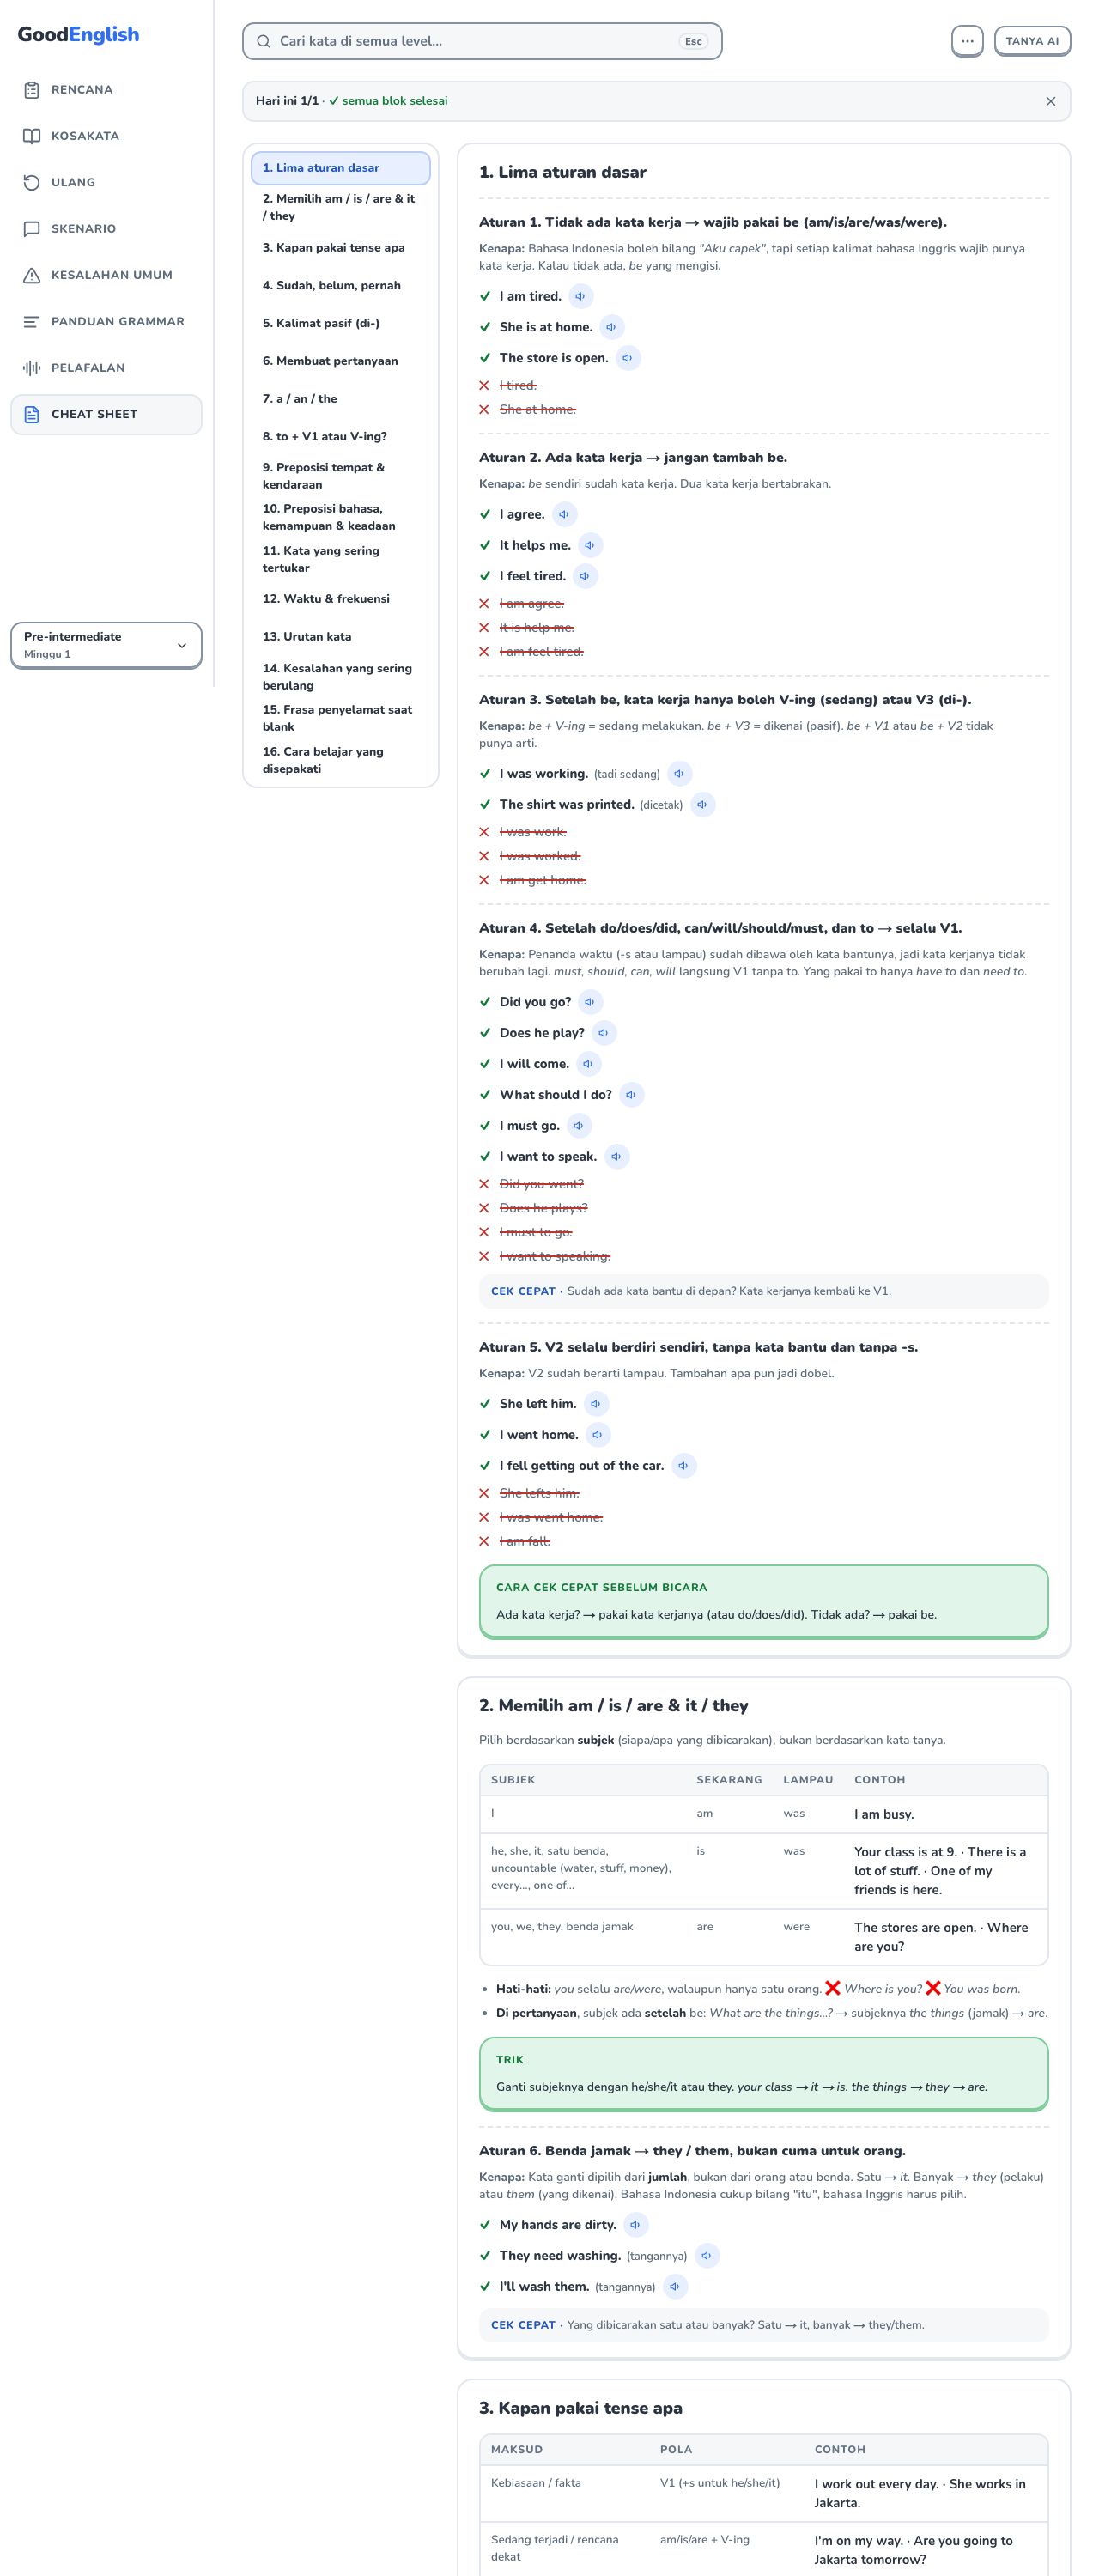 GoodEnglish
RENCANA
KOSAKATA
ULANG
SKENARIO
KESALAHAN UMUM
PANDUAN GRAMMAR
PELAFALAN
CHEAT SHEET
Pre-intermediate
Minggu 1
Cari kata di semua level...
Esc
TANYA AI
Hari ini 1/1 · ✓ semua blok selesai
1. Lima aturan dasar
2. Memilih am / is / are & it
/ they
3. Kapan pakai tense apa
4. Sudah, belum, pernah
5. Kalimat pasif (di-)
6. Membuat pertanyaan
7. a / an / the
8. to + V1 atau V-ing?
9. Preposisi tempat &
kendaraan
10. Preposisi bahasa,
kemampuan & keadaan
11. Kata yang sering
tertukar
12. Waktu & frekuensi
13. Urutan kata
14. Kesalahan yang sering
berulang
15. Frasa penyelamat saat
blank
16. Cara belajar yang
disepakati
1. Lima aturan dasar
Aturan 1. Tidak ada kata kerja → wajib pakai be (am/is/are/was/were).
Kenapa: Bahasa Indonesia boleh bilang "Aku capek", tapi setiap kalimat bahasa Inggris wajib punya
kata kerja. Kalau tidak ada, be yang mengisi.
✓ I am tired.
✓ She is at home.
✓ The store is open.
✕ I tired.
✕ She at home.
Aturan 2. Ada kata kerja → jangan tambah be.
Kenapa: be sendiri sudah kata kerja. Dua kata kerja bertabrakan.
✓ I agree.
✓ It helps me.
✓ I feel tired.
✕ I am agree.
✕ It is help me.
✕ I am feel tired.
Aturan 3. Setelah be, kata kerja hanya boleh V-ing (sedang) atau V3 (di-).
Kenapa: be + V-ing = sedang melakukan. be + V3 = dikenai (pasif). be + V1 atau be + V2 tidak
punya arti.
✓ I was working. (tadi sedang)
✓ The shirt was printed. (dicetak)
✕ I was work.
✕ I was worked.
✕ I am get home.
Aturan 4. Setelah do/does/did, can/will/should/must, dan to → selalu V1.
Kenapa: Penanda waktu (-s atau lampau) sudah dibawa oleh kata bantunya, jadi kata kerjanya tidak
berubah lagi. must, should, can, will langsung V1 tanpa to. Yang pakai to hanya have to dan need to.
✓ Did you go?
✓ Does he play?
✓ I will come.
✓ What should I do?
✓ I must go.
✓ I want to speak.
✕ Did you went?
✕ Does he plays?
✕ I must to go.
✕ I want to speaking.
CEK CEPAT · Sudah ada kata bantu di depan? Kata kerjanya kembali ke V1.
Aturan 5. V2 selalu berdiri sendiri, tanpa kata bantu dan tanpa -s.
Kenapa: V2 sudah berarti lampau. Tambahan apa pun jadi dobel.
✓ She left him.
✓ I went home.
✓ I fell getting out of the car.
✕ She lefts him.
✕ I was went home.
✕ I am fall.
CARA CEK CEPAT SEBELUM BICARA
Ada kata kerja? → pakai kata kerjanya (atau do/does/did). Tidak ada? → pakai be.
2. Memilih am / is / are & it / they
Pilih berdasarkan subjek (siapa/apa yang dibicarakan), bukan berdasarkan kata tanya.
SUBJEK SEKARANG LAMPAU CONTOH
I am was I am busy.
he, she, it, satu benda, is was Your class is at 9. · There is a
uncountable (water, stuff, money), lot of stuff. · One of my
every..., one of... friends is here.
you, we, they, benda jamak are were The stores are open. · Where
are you?
• Hati-hati: you selalu are/were, walaupun hanya satu orang. ❌ Where is you? ❌ You was born.
• Di pertanyaan, subjek ada setelah be: What are the things...? → subjeknya the things (jamak) → are.
TRIK
Ganti subjeknya dengan he/she/it atau they. your class → it → is. the things → they → are.
Aturan 6. Benda jamak → they / them, bukan cuma untuk orang.
Kenapa: Kata ganti dipilih dari jumlah, bukan dari orang atau benda. Satu → it. Banyak → they (pelaku)
atau them (yang dikenai). Bahasa Indonesia cukup bilang "itu", bahasa Inggris harus pilih.
✓ My hands are dirty.
✓ They need washing. (tangannya)
✓ I'll wash them. (tangannya)
CEK CEPAT · Yang dibicarakan satu atau banyak? Satu → it, banyak → they/them.
3. Kapan pakai tense apa
MAKSUD POLA CONTOH
Kebiasaan / fakta V1 (+s untuk he/she/it) I work out every day. · She works in
Jakarta.
Sedang terjadi / rencana am/is/are + V-ing I'm on my way. · Are you going to
dekat Jakarta tomorrow?